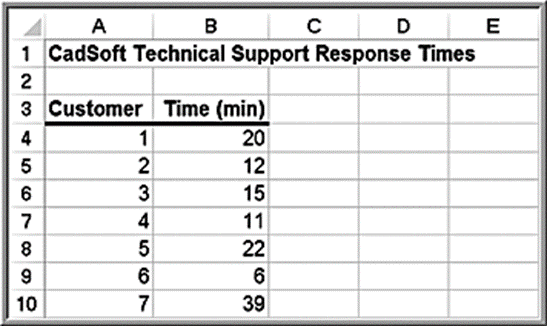 A B C D E
1 CadSoft Technical Support Response Times
2
3 Customer Time (min)
4 1 20
5 2 12
6 3 15
7 4 11
8 5 22
9 6 6
10 7 39